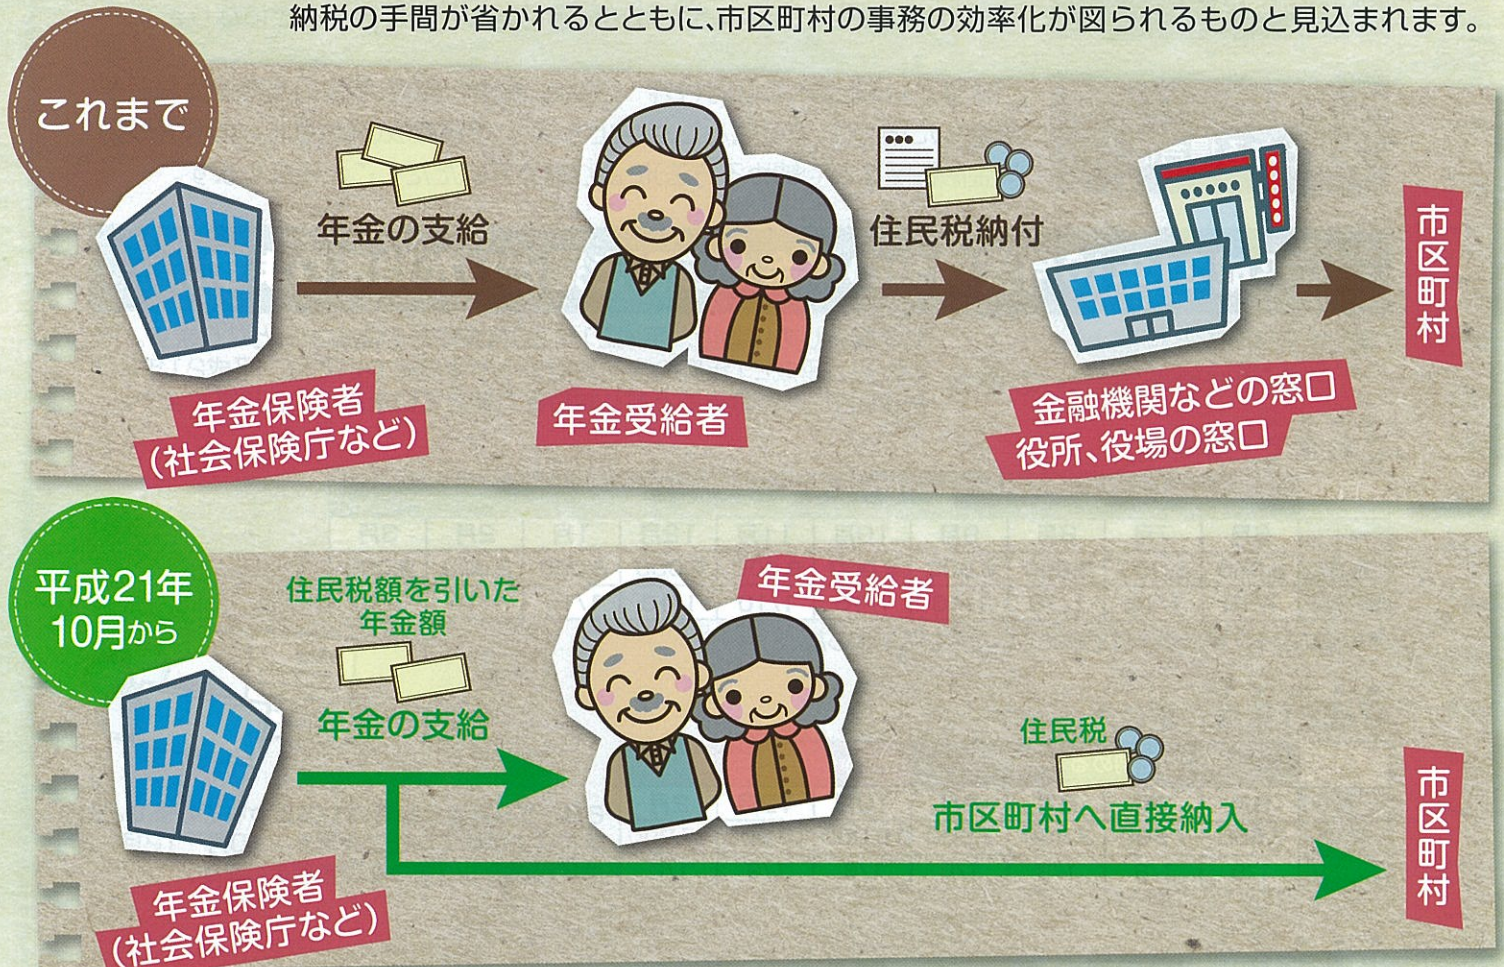 納税の手間が省かれるとともに、市区町村の事務の効率化が図られるものと見込まれます。
これまで
年金の支給
住民税納付
市区町村
年金保険者
(社会保険庁など)
年金受給者
金融機関などの窓口
役所、役場の窓口
平成21年
10月から
住民税額を引いた
年金額
年金の支給
年金受給者
住民税
市区町村へ直接納入
市区町村
年金保険者
(社会保険庁など)